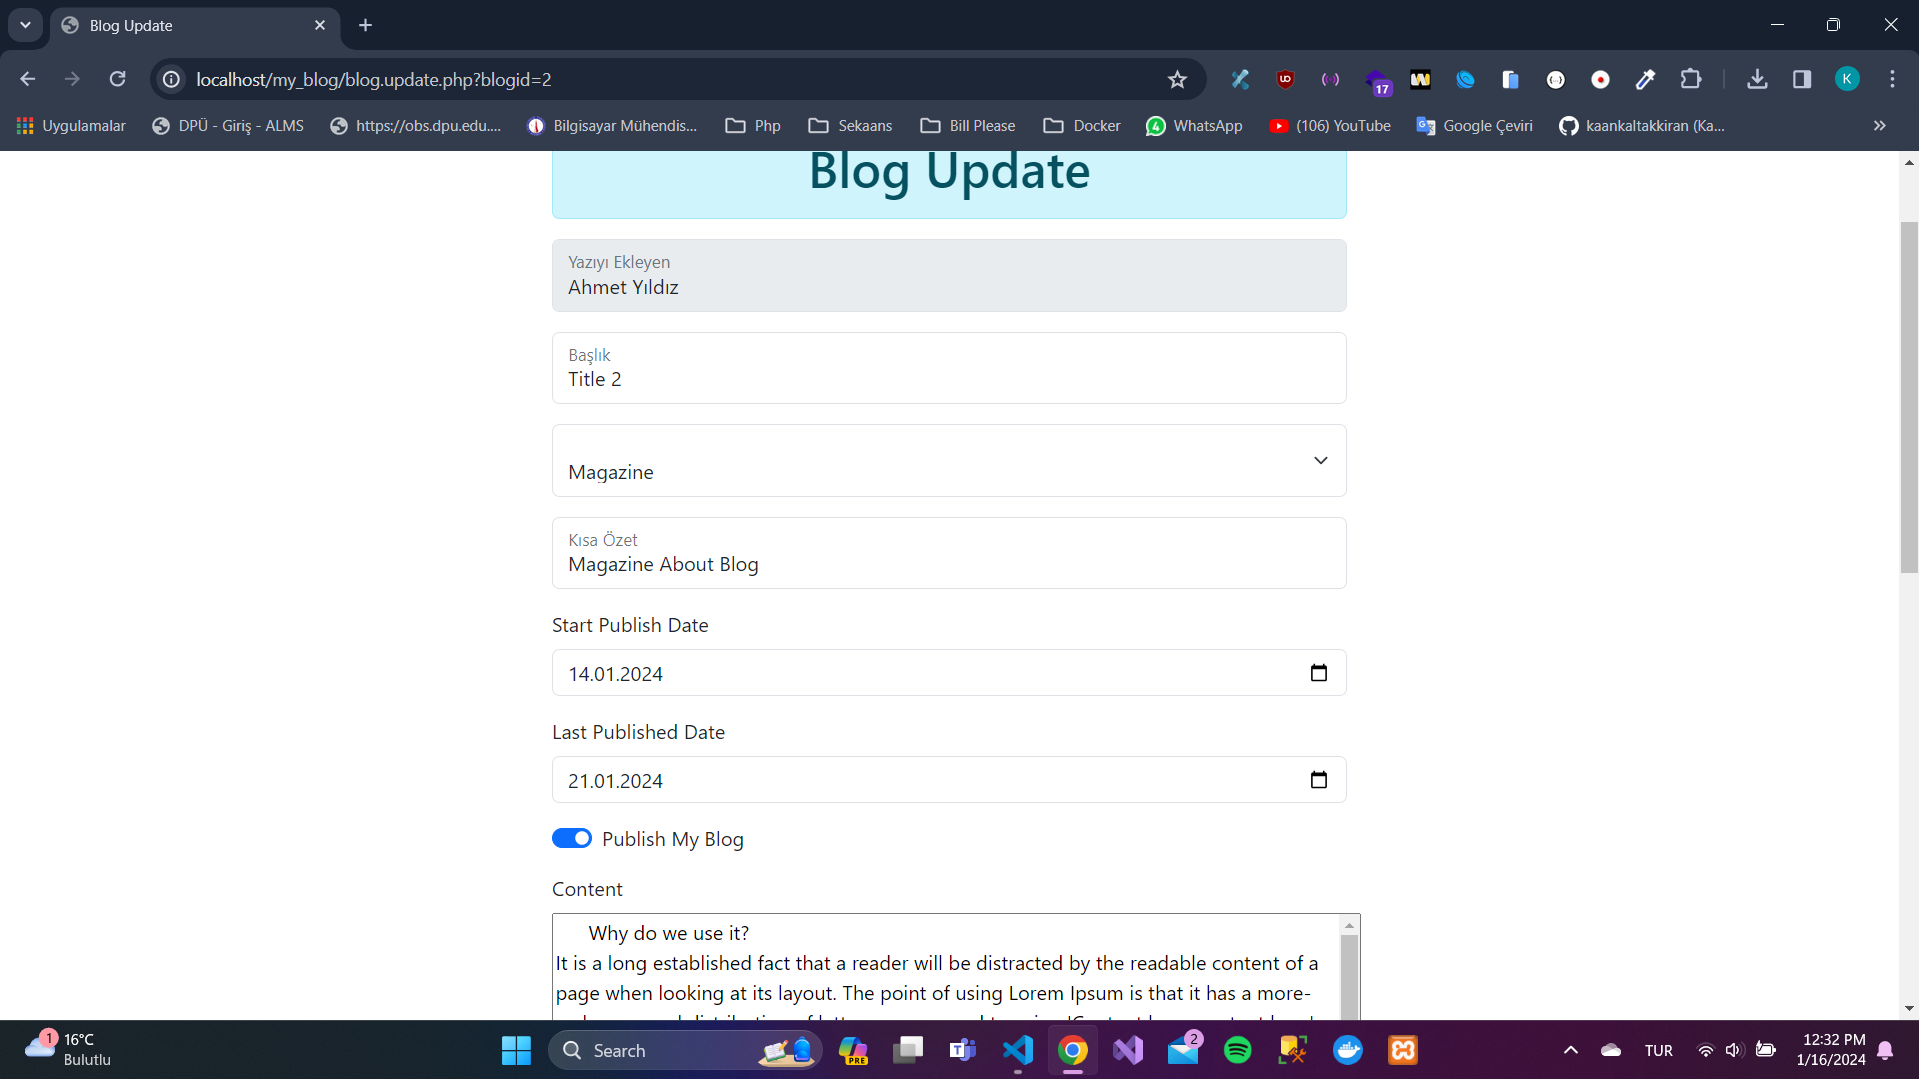 Blog Update
localhost/my_blog/blog.update.php?blogid=2
17
K
Uygulamalar
DPÜ - Giriş - ALMS
https://obs.dpu.edu....
Bilgisayar Mühendis...
Php
Sekaans
Bill Please
Docker
4
WhatsApp
(106) YouTube
Google Çeviri
kaankaltakkiran (Ka...
Blog Update
Yazıyı Ekleyen
Ahmet Yıldız
Başlık
Title 2
Magazine
Kısa Özet
Magazine About Blog
Start Publish Date
14.01.2024
Last Published Date
21.01.2024
Publish My Blog
Content
Why do we use it?
It is a long established fact that a reader will be distracted by the readable content of a
page when looking at its layout. The point of using Lorem Ipsum is that it has a more-
1
16°C
Bulutlu
Search
PRE
2
TUR
12:32 PM
1/16/2024